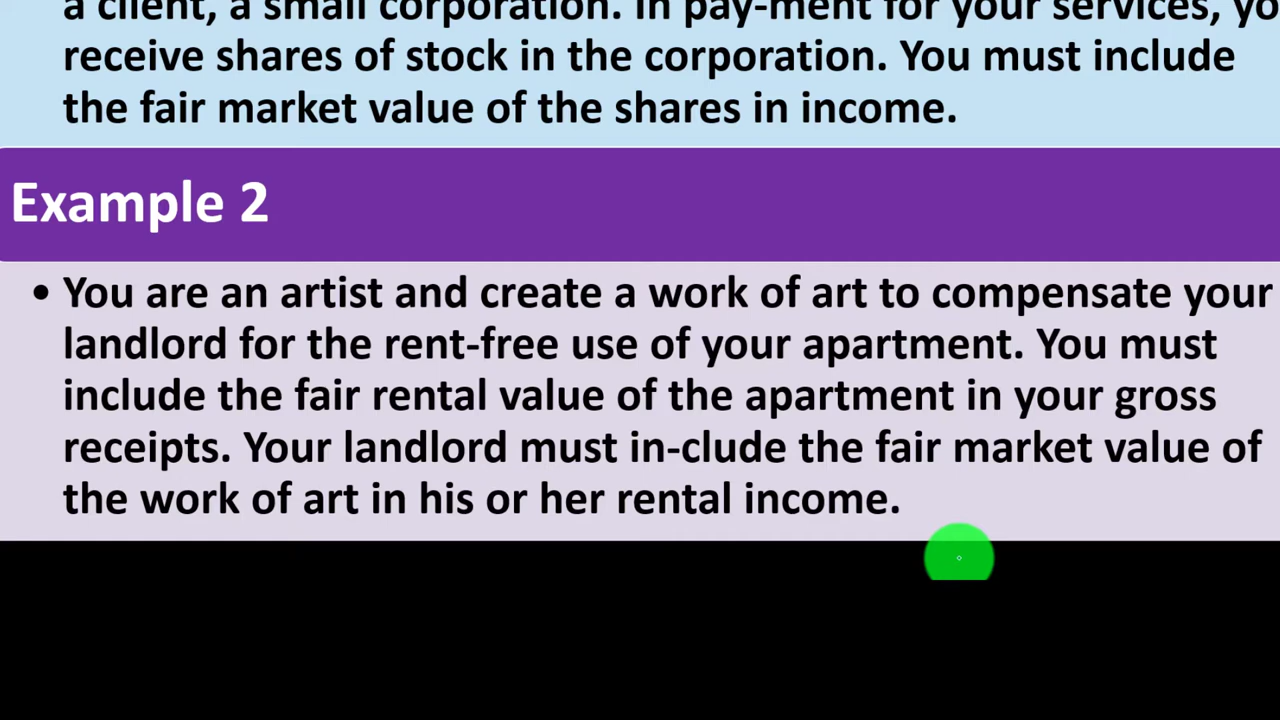 a client, a small corporation. In pay-ment for your services, yo
receive shares of stock in the corporation. You must include
the fair market value of the shares in income.
Example 2
• You are an artist and create a work of art to compensate your
landlord for the rent-free use of your apartment. You must
include the fair rental value of the apartment in your gross
receipts. Your landlord must in-clude the fair market value of
the work of art in his or her rental income.